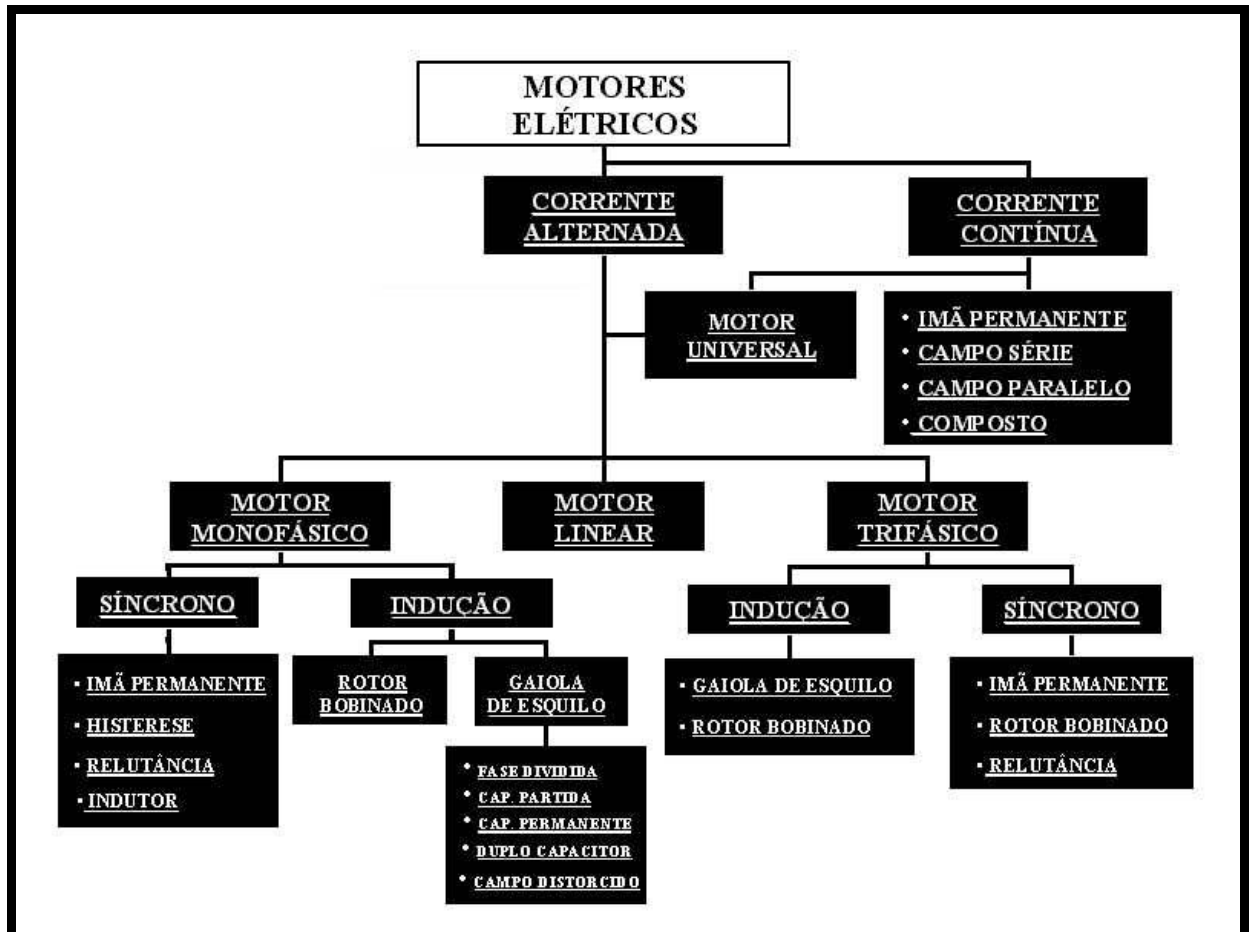 MOTORES
ELÉTRICOS
CORRENTE
ALTERNADA
CORRENTE
CONTÍNUA
MOTOR
UNIVERSAL
• IMÃ PERMANENTE
• CAMPO SÉRIE
• CAMPO PARALELO
• COMPOSTO
MOTOR
MONOFÁSICO
MOTOR
LINEAR
MOTOR
TRIFÁSICO
SÍNCRONO
INDUÇÃO
INDUÇÃO
SÍNCRONO
▪ IMÃ PERMANENTE
▪ HISTERESE
▪ RELUTÂNCIA
▪ INDUTOR
ROTOR
BOBINADO
GAIOLA
DE ESQUILO
• FASE DIVIDIDA
• CAP. PARTIDA
• CAP. PERMANENTE
• DUPLO CAPACITOR
• CAMPO DISTORCIDO
▪ GAIOLA DE ESQUILO
▪ ROTOR BOBINADO
▪ IMÃ PERMANENTE
▪ ROTOR BOBINADO
▪ RELUTÂNCIA